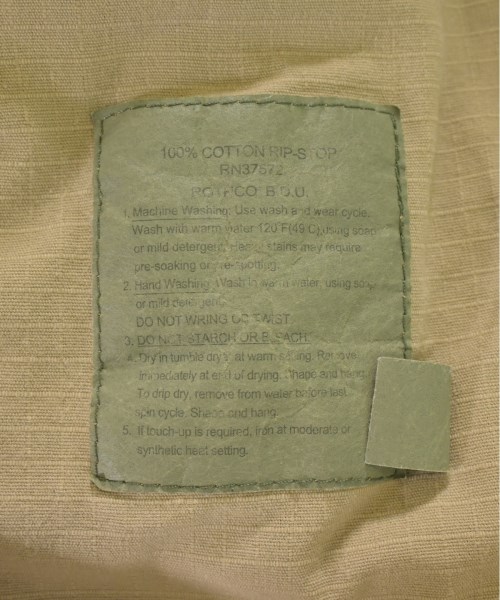 100% COTTON RIP-STOP
RN37572
ROTHCO B.D.U.
1. Machine Washing: Use wash and wear cycle.
Wash with warm water 120°F(49 C) using soap
or mild detergent. Heavy stains may require
pre-soaking or pre-spotting.
2. Hand Washing: Wash in warm water, using soap
or mild detergent.
DO NOT WRING OR TWIST
3. DO NOT STARCH OR BLEACH.
4. Dry in tumble dryer at warm setting. Remove
immediately at end of drying. Shape and hang.
To drip dry, remove from water before last
spin cycle. Shape and hang.
5. If touch-up is required, iron at moderate or
synthetic heat setting.